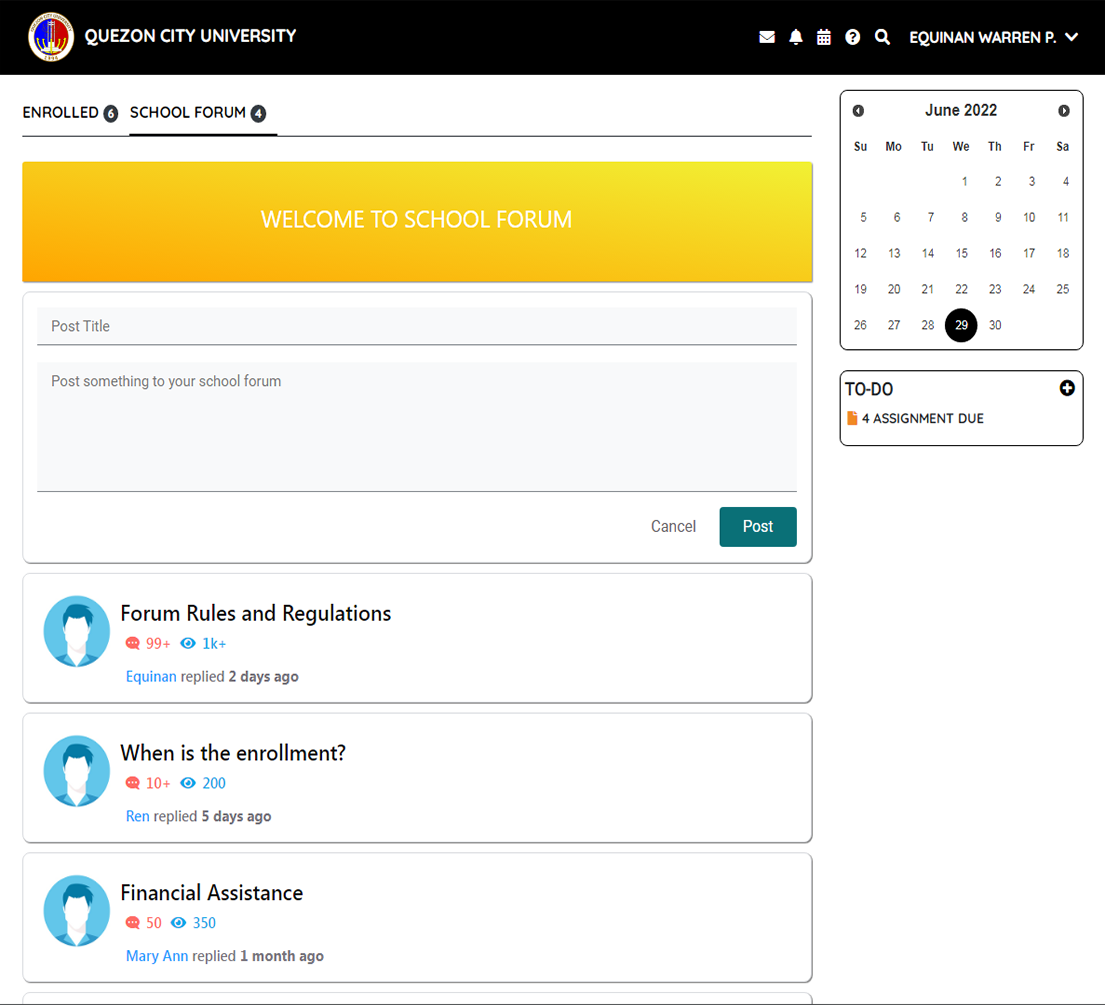 QUEZON CITY UNIVERSITY
EQUINAN WARREN P.
ENROLLED 6 SCHOOL FORUM 4
WELCOME TO SCHOOL FORUM
Post Title
Post something to your school forum
Cancel Post
Forum Rules and Regulations
99+ 1k+
Equinan replied 2 days ago
When is the enrollment?
10+ 200
Ren replied 5 days ago
Financial Assistance
50 350
Mary Ann replied 1 month ago
June 2022
Su Mo Tu We Th Fr Sa
1 2 3 4
5 6 7 8 9 10 11
12 13 14 15 16 17 18
19 20 21 22 23 24 25
26 27 28 29 30
TO-DO
4 ASSIGNMENT DUE